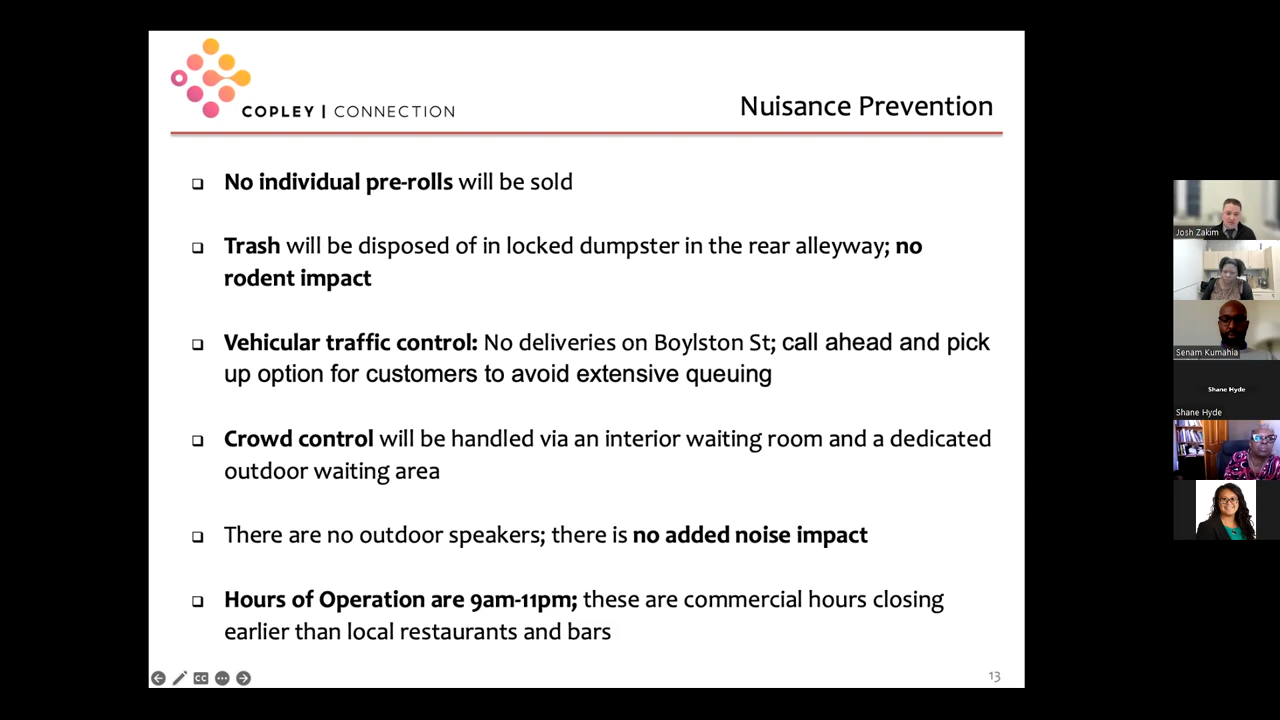 COPLEY | CONNECTION
Nuisance Prevention
No individual pre-rolls will be sold
Trash will be disposed of in locked dumpster in the rear alleyway; no
rodent impact
Vehicular traffic control: No deliveries on Boylston St; call ahead and pick
up option for customers to avoid extensive queuing
Crowd control will be handled via an interior waiting room and a dedicated
outdoor waiting area
There are no outdoor speakers; there is no added noise impact
Hours of Operation are 9am-11pm; these are commercial hours closing
earlier than local restaurants and bars
CC
13
Josh Zakim
Senam Kumahia
Shane Hyde
Shane Hyde